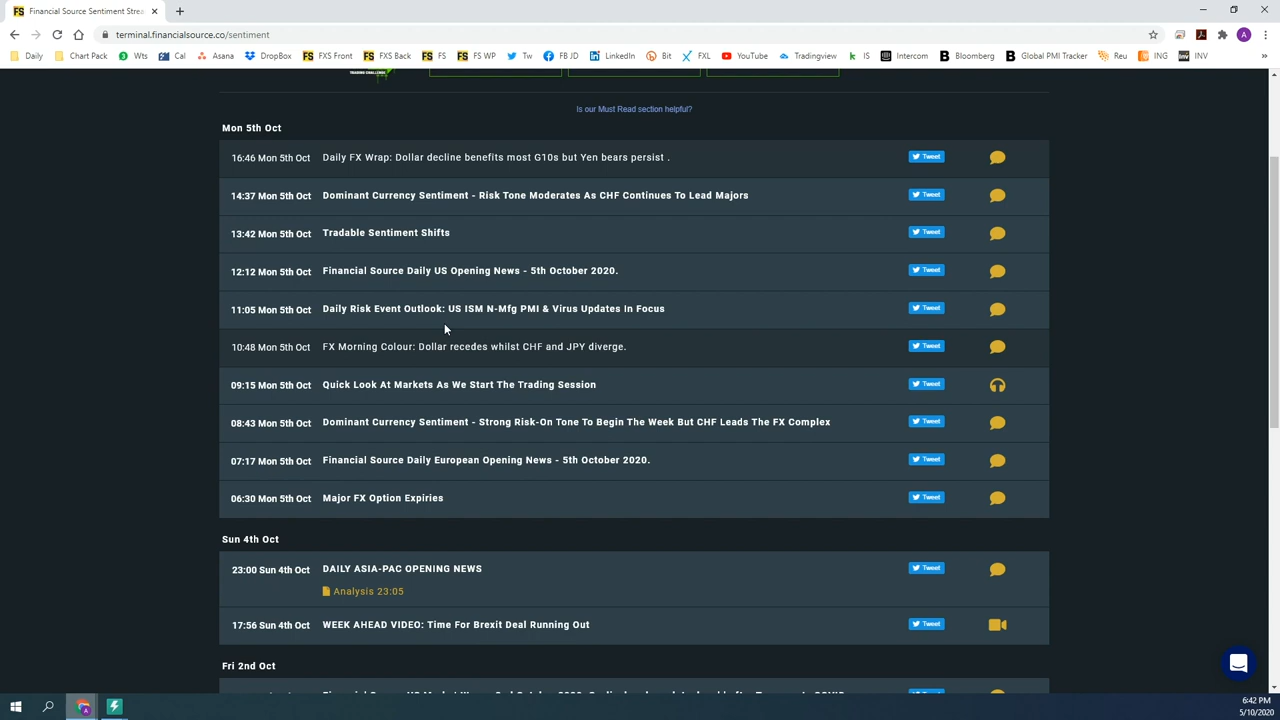 FS Financial Source Sentiment Strea
terminal.financialsource.co/sentiment
A
Daily Chart Pack Wts Cal Asana DropBox FS FXS Front FS FXS Back FS FS FS FS WP Tw FB JD LinkedIn Bit FXL YouTube Tradingview IS Intercom B Bloomberg B Global PMI Tracker Reu ING INV »
TRADING CHALLENGE
Is our Must Read section helpful?
Mon 5th Oct
16:46 Mon 5th Oct Daily FX Wrap: Dollar decline benefits most G10s but Yen bears persist . Tweet
14:37 Mon 5th Oct Dominant Currency Sentiment - Risk Tone Moderates As CHF Continues To Lead Majors Tweet
13:42 Mon 5th Oct Tradable Sentiment Shifts Tweet
12:12 Mon 5th Oct Financial Source Daily US Opening News - 5th October 2020. Tweet
11:05 Mon 5th Oct Daily Risk Event Outlook: US ISM N-Mfg PMI & Virus Updates In Focus Tweet
10:48 Mon 5th Oct FX Morning Colour: Dollar recedes whilst CHF and JPY diverge. Tweet
09:15 Mon 5th Oct Quick Look At Markets As We Start The Trading Session Tweet
08:43 Mon 5th Oct Dominant Currency Sentiment - Strong Risk-On Tone To Begin The Week But CHF Leads The FX Complex Tweet
07:17 Mon 5th Oct Financial Source Daily European Opening News - 5th October 2020. Tweet
06:30 Mon 5th Oct Major FX Option Expiries Tweet
Sun 4th Oct
23:00 Sun 4th Oct DAILY ASIA-PAC OPENING NEWS Tweet
Analysis 23:05
17:56 Sun 4th Oct WEEK AHEAD VIDEO: Time For Brexit Deal Running Out Tweet
Fri 2nd Oct
6:42 PM
5/10/2020